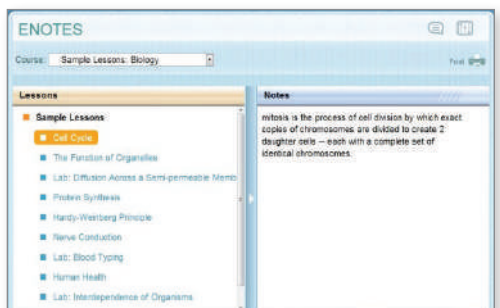 ENOTES
Course: Sample Lessons: Biology
Print
Lessons
Sample Lessons
Cell Cycle
The Function of Organelles
Lab: Diffusion Across a Semi-permeable Memb
Protein Synthesis
Hardy-Weinberg Principle
Nerve Conduction
Lab: Blood Typing
Human Health
Lab: Interdependence of Organisms
Notes
mitosis is the process of cell division by which exact
copies of chromosomes are divided to create 2
daughter cells -- each with a complete set of
identical chromosomes.